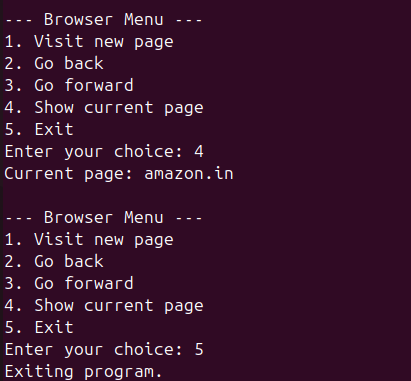 --- Browser Menu ---
1. Visit new page
2. Go back
3. Go forward
4. Show current page
5. Exit
Enter your choice: 4
Current page: amazon.in

--- Browser Menu ---
1. Visit new page
2. Go back
3. Go forward
4. Show current page
5. Exit
Enter your choice: 5
Exiting program.